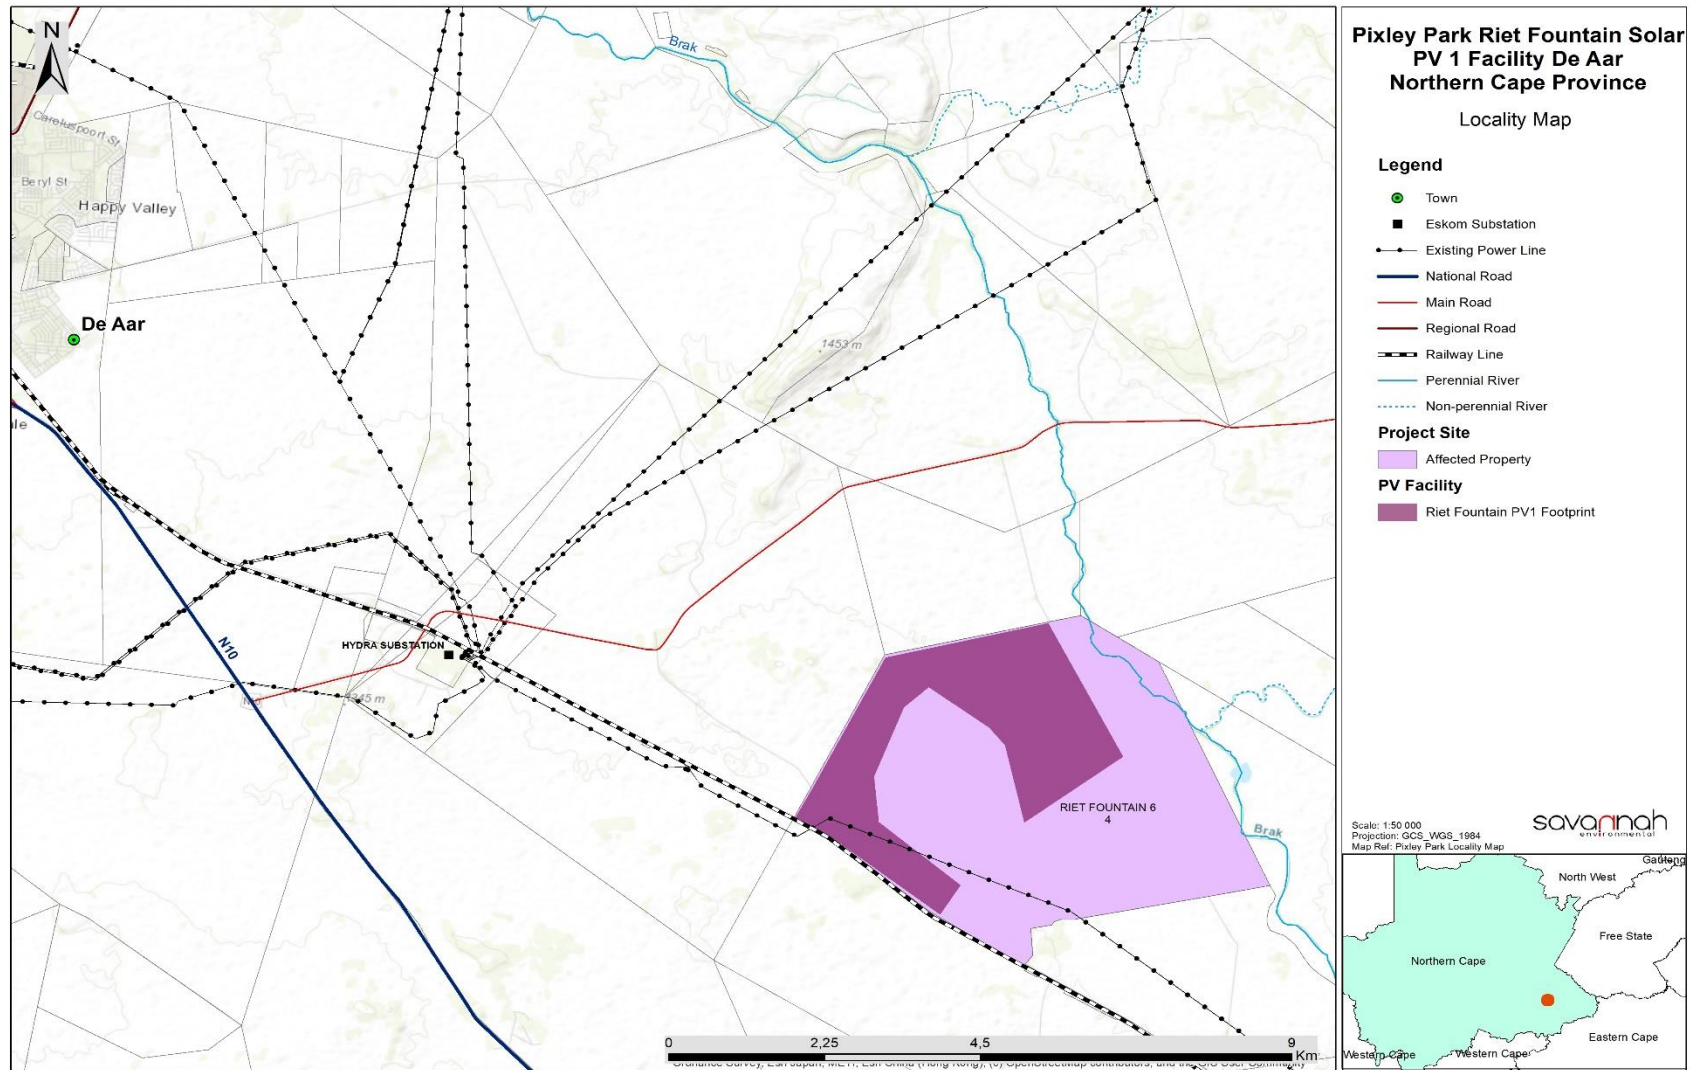 N
Careluspoort St
Beryl St
Happy Valley
De Aar
Brak
1453 m
HYDRA SUBSTATION
N10
1345 m
RIET FOUNTAIN 6
4
Brak
0 2,25 4,5 9
Km
Pixley Park Riet Fountain Solar
PV 1 Facility De Aar
Northern Cape Province
Locality Map
Legend
Town
Eskom Substation
Existing Power Line
National Road
Main Road
Regional Road
Railway Line
Perennial River
Non-perennial River
Project Site
Affected Property
PV Facility
Riet Fountain PV1 Footprint
Scale: 1:50 000
Projection: GCS_WGS_1984
Map Ref: Pixley Park Locality Map
savannah
environmental
Gauteng
North West
Free State
Northern Cape
Eastern Cape
Western Cape
Western Cape